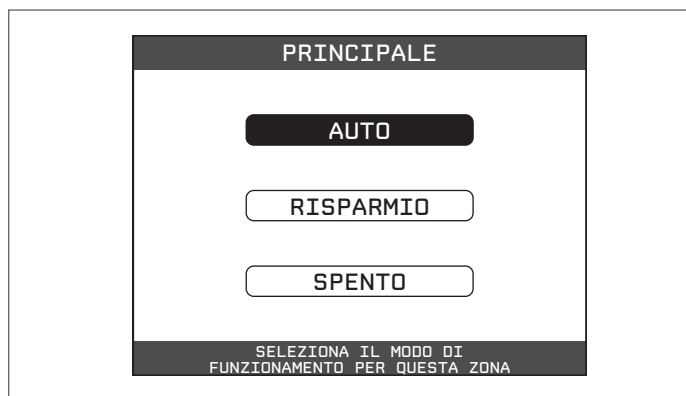 PRINCIPALE
AUTO
RISPARMIO
SPENTO
SELEZIONA IL MODO DI
FUNZIONAMENTO PER QUESTA ZONA